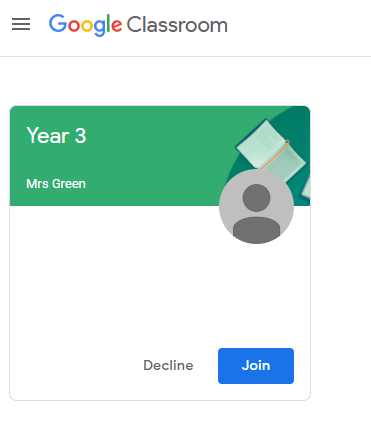 Google Classroom
Year 3
Mrs Green
Decline Join